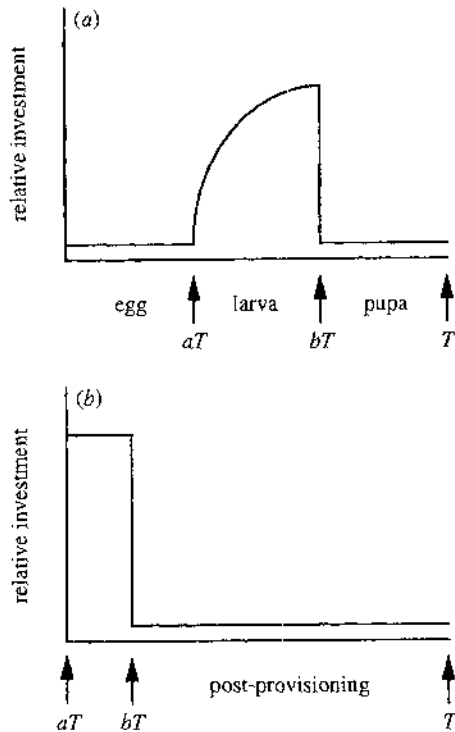 (a)
relative investment
egg larva pupa
aT bT T
(b)
relative investment
post-provisioning
aT bT T